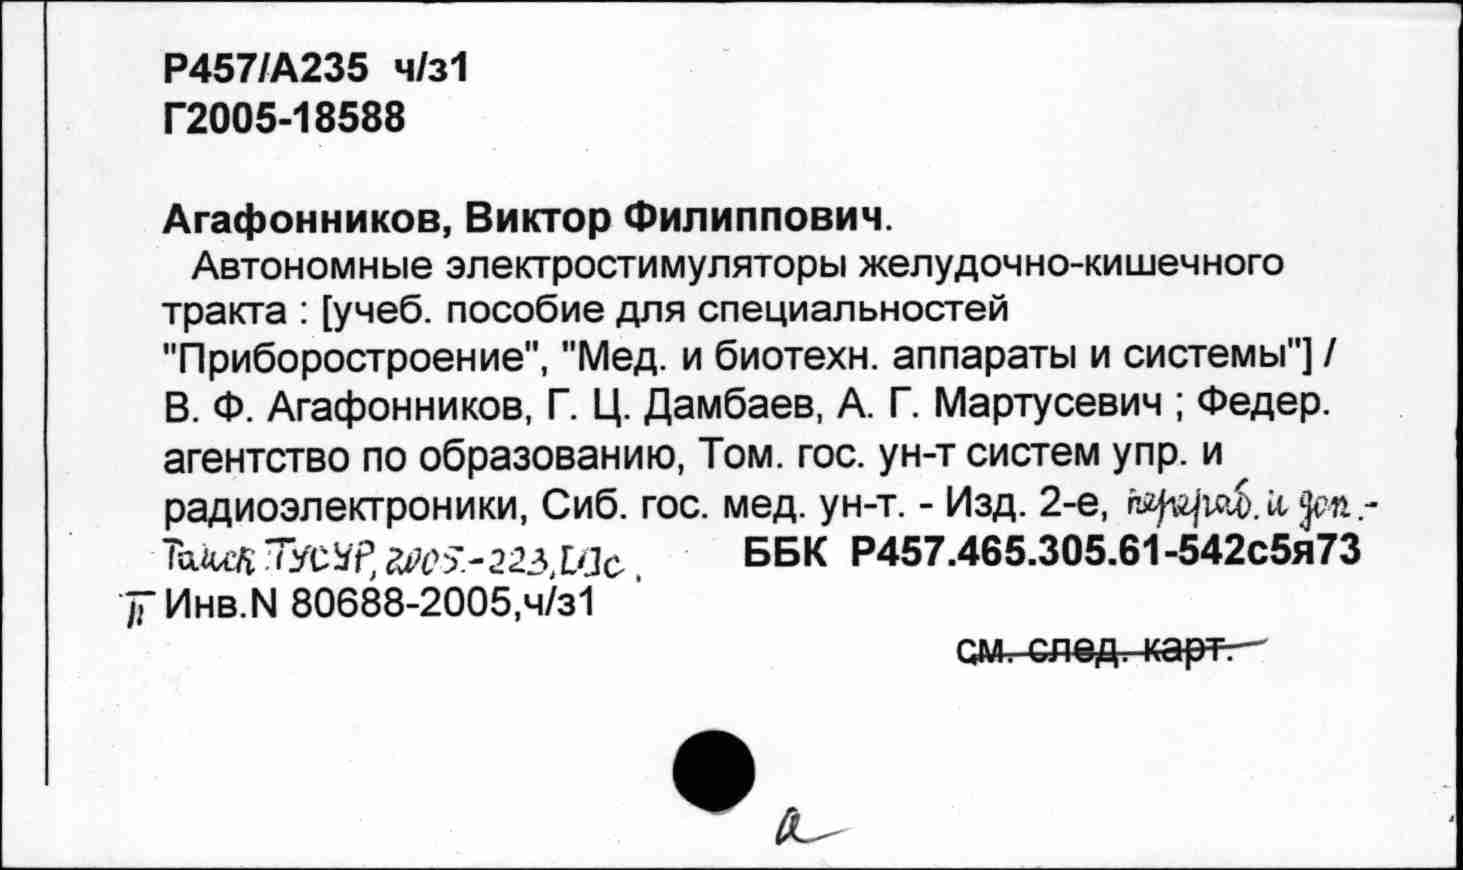 Р457/А235 ч/з1
Г2005-18588
Агафонников, Виктор Филиппович.
Автономные электростимуляторы желудочно-кишечного
тракта : [учеб. пособие для специальностей
"Приборостроение", "Мед. и биотехн. аппараты и системы"] /
В. Ф. Агафонников, Г. Ц. Дамбаев, А. Г. Мартусевич ; Федер.
агентство по образованию, Том. гос. ун-т систем упр. и
радиоэлектроники, Сиб. гос. мед. ун-т. - Изд. 2-е, перераб. и доп. -
Томск : ТУСУР, 2005. - 223, [1] с. ББК Р457.465.305.61-542с5я73
Инв.N 80688-2005,ч/з1
см. след. карт.
а